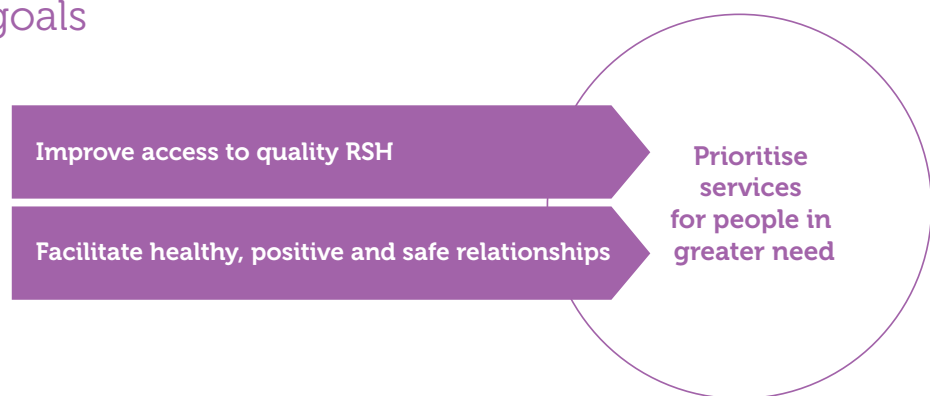 goals
Improve access to quality RSH
Facilitate healthy, positive and safe relationships
Prioritise
services
for people in
greater need